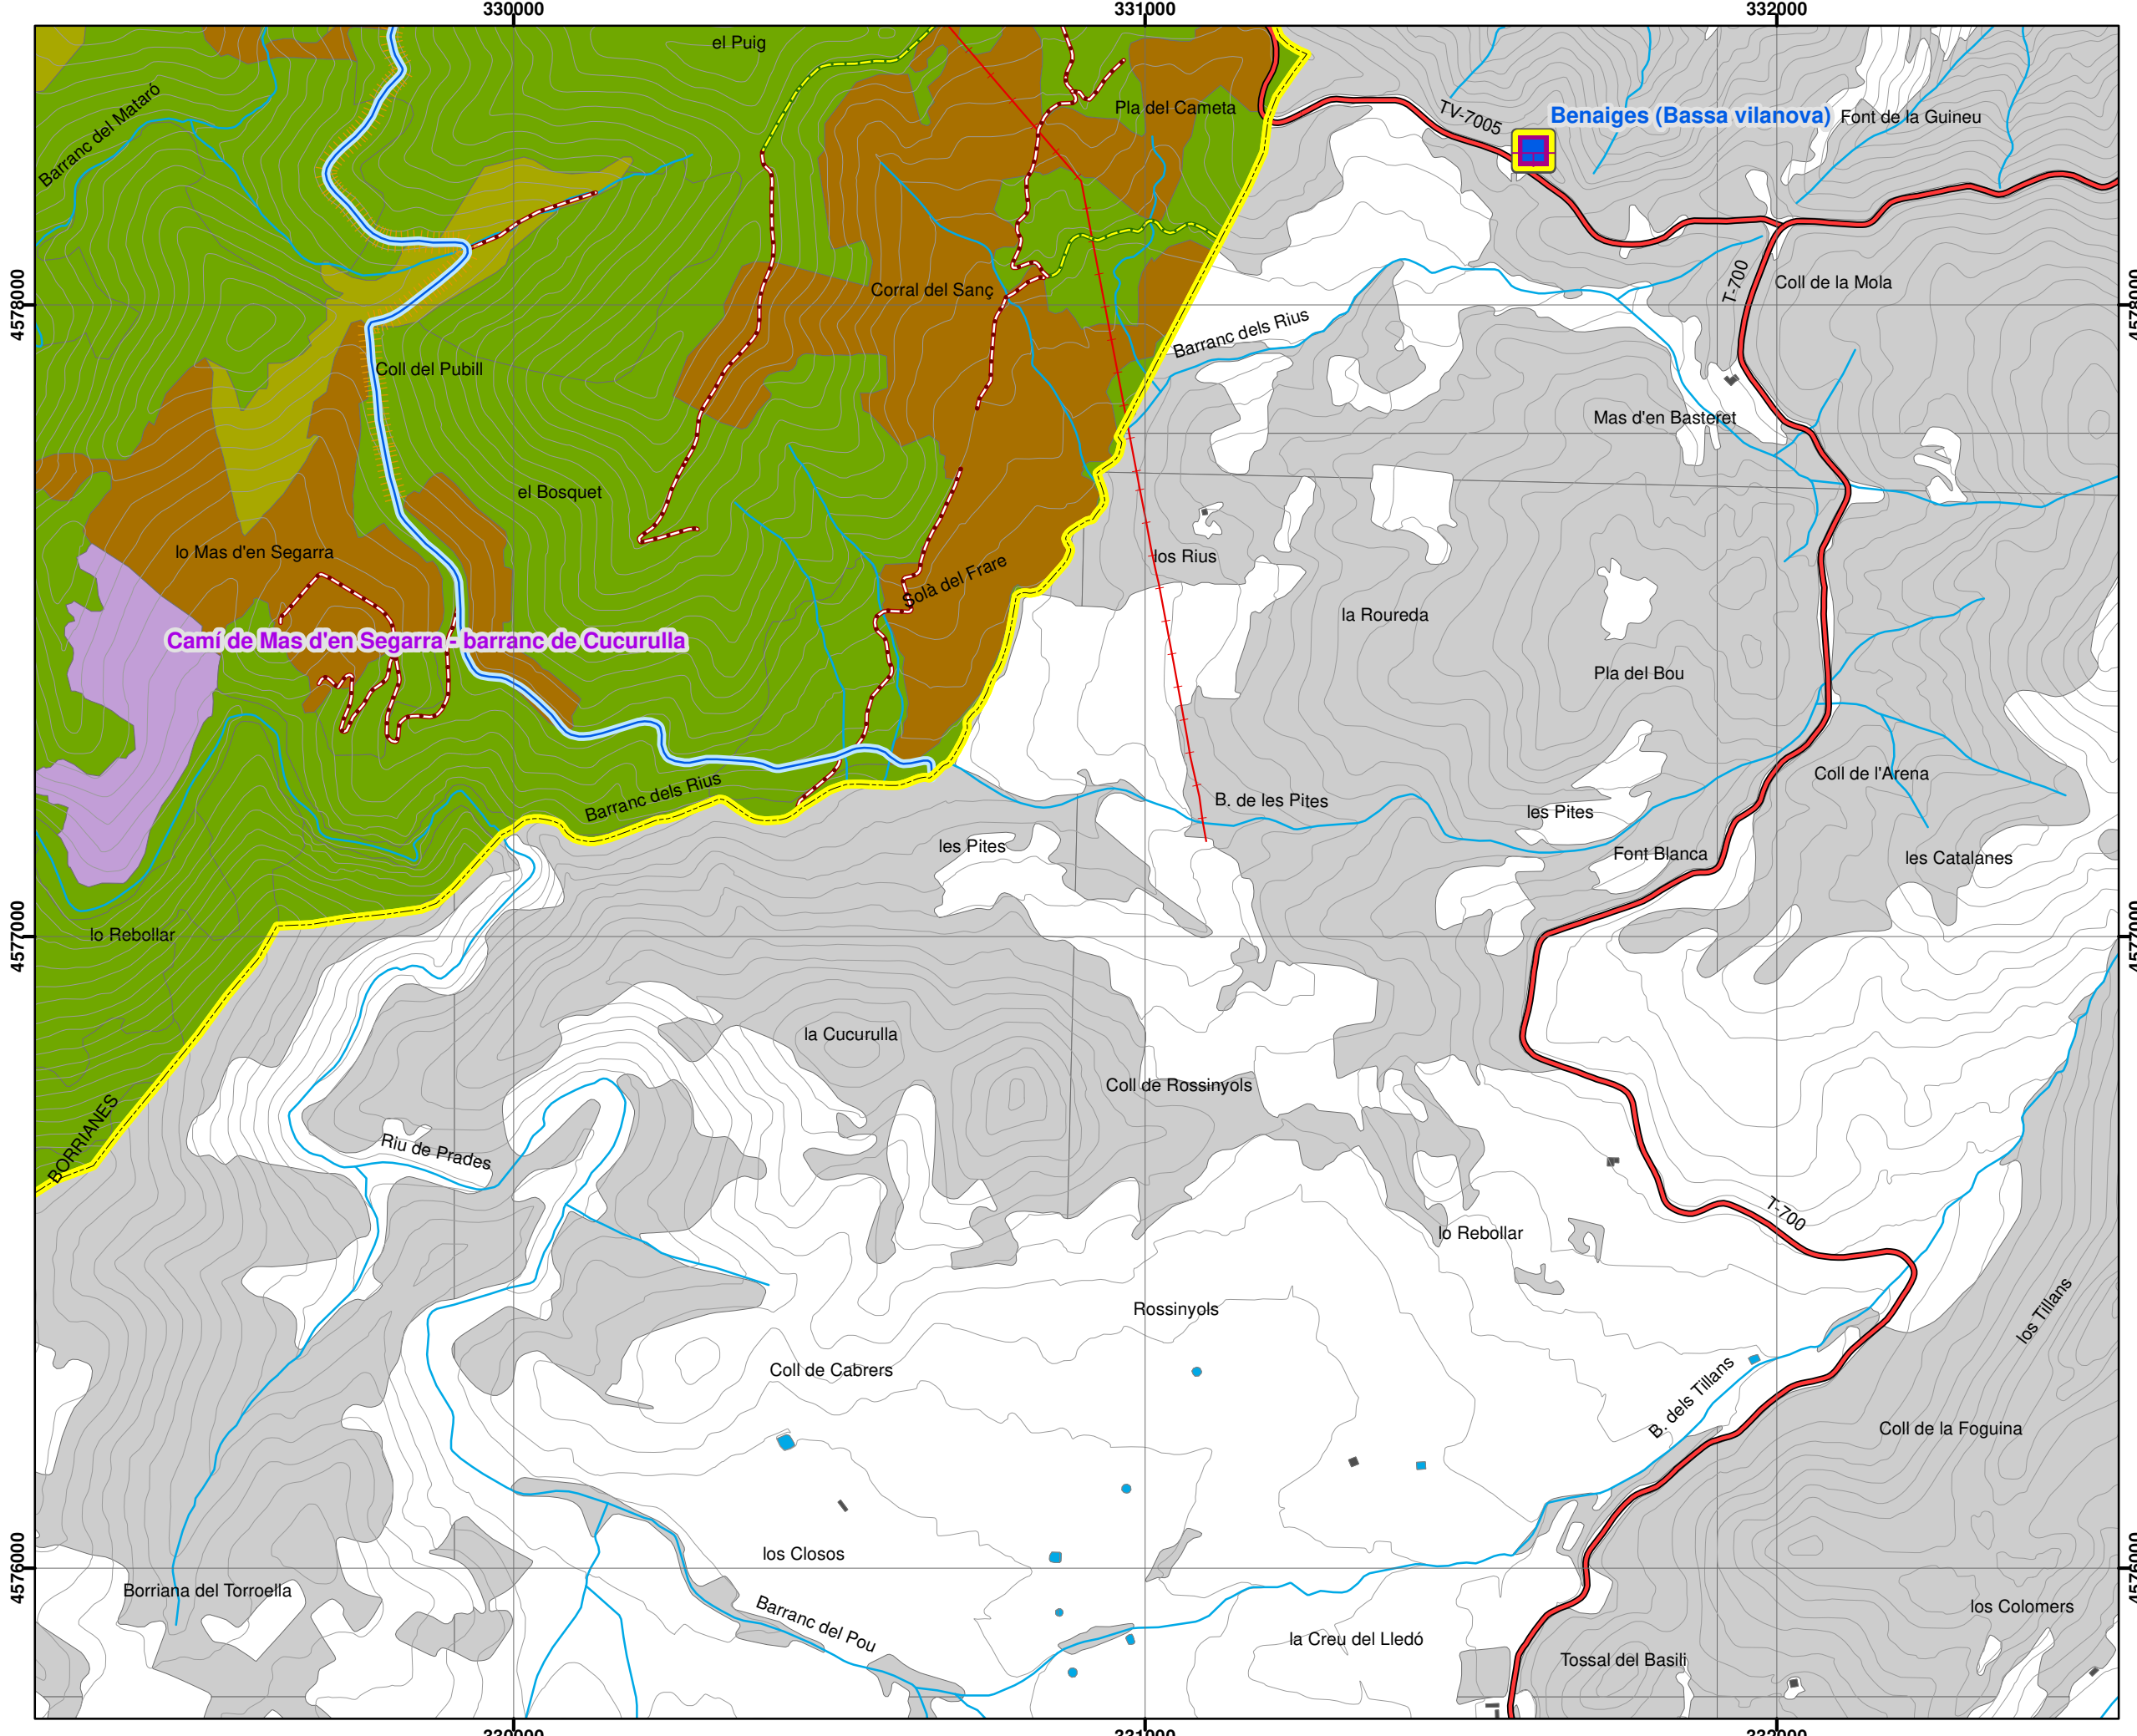 330000
331000
332000
el Puig
Barranc del Mataró
Pla del Cameta
TV-7005
Benaiges (Bassa vilanova)
Font de la Guineu
4578000
4578000
Corral del Sanç
T-700
Coll de la Mola
Barranc dels Rius
Coll del Pubill
Mas d'en Basteret
el Bosquet
lo Mas d'en Segarra
los Rius
Solà del Frare
la Roureda
Camí de Mas d'en Segarra - barranc de Cucurulla
Pla del Bou
Coll de l'Arena
Barranc dels Rius
B. de les Pites
les Pites
les Pites
Font Blanca
les Catalanes
4577000
4577000
lo Rebollar
la Cucurulla
Coll de Rossinyols
BORRIANES
Riu de Prades
T-700
lo Rebollar
Rossinyols
los Tillans
Coll de Cabrers
B. dels Tillans
Coll de la Foguina
4576000
4576000
los Closos
Borriana del Torroella
los Colomers
Barranc del Pou
la Creu del Lledó
Tossal del Basili
330000
331000
332000